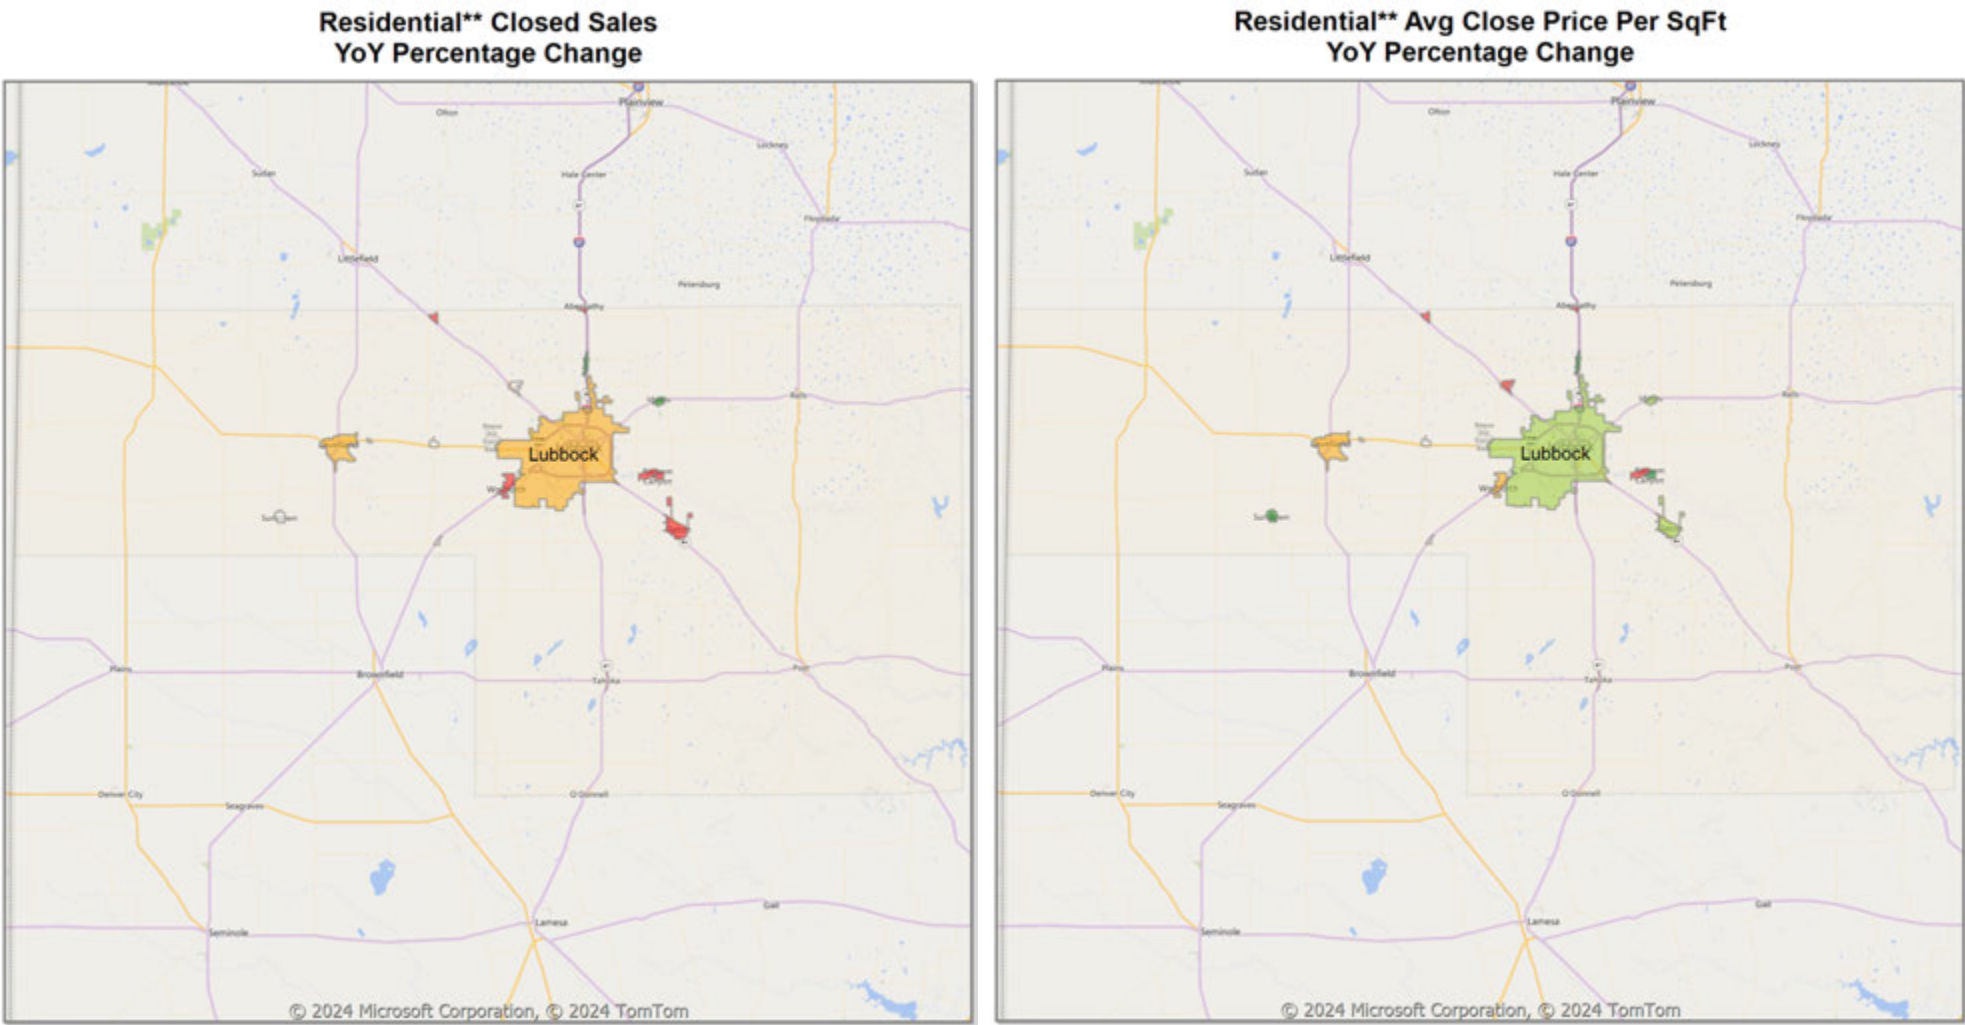 Residential** Closed Sales
YoY Percentage Change
Plainview
Olton
Lockney
Sudan
Hale Center
Floydada
Littlefield
Petersburg
Abernathy
Ralls
Lubbock
Canyon
Plains
Brownfield
Tahoka
Post
Denver City
Seagraves
O'Donnell
Gail
Lamesa
Seminole
© 2024 Microsoft Corporation, © 2024 TomTom
Residential** Avg Close Price Per SqFt
YoY Percentage Change
Plainview
Olton
Lockney
Sudan
Hale Center
Floydada
Littlefield
Petersburg
Abernathy
Ralls
Lubbock
Canyon
Plains
Brownfield
Tahoka
Post
Denver City
Seagraves
O'Donnell
Gail
Lamesa
Seminole
© 2024 Microsoft Corporation, © 2024 TomTom